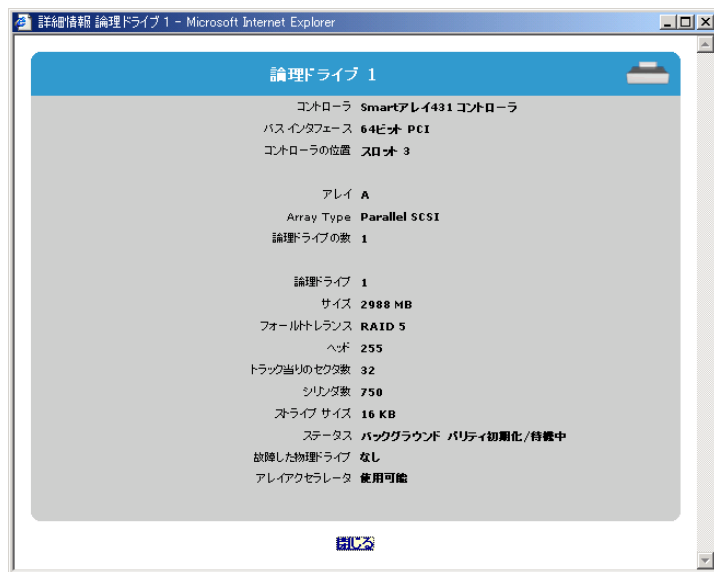 詳細情報 論理ドライブ 1 - Microsoft Internet Explorer
論理ドライブ 1
コントローラ Smartアレイ431 コントローラ
バス インタフェース 64ビット PCI
コントローラの位置 スロット 3
アレイ A
Array Type Parallel SCSI
論理ドライブの数 1
論理ドライブ 1
サイズ 2988 MB
フォールトトレランス RAID 5
ヘッド 255
トラック当りのセクタ数 32
シリンダ数 750
ストライプ サイズ 16 KB
ステータス バックグラウンド パリティ初期化/待機中
故障した物理ドライブ なし
アレイアクセラレータ 使用可能
閉じる